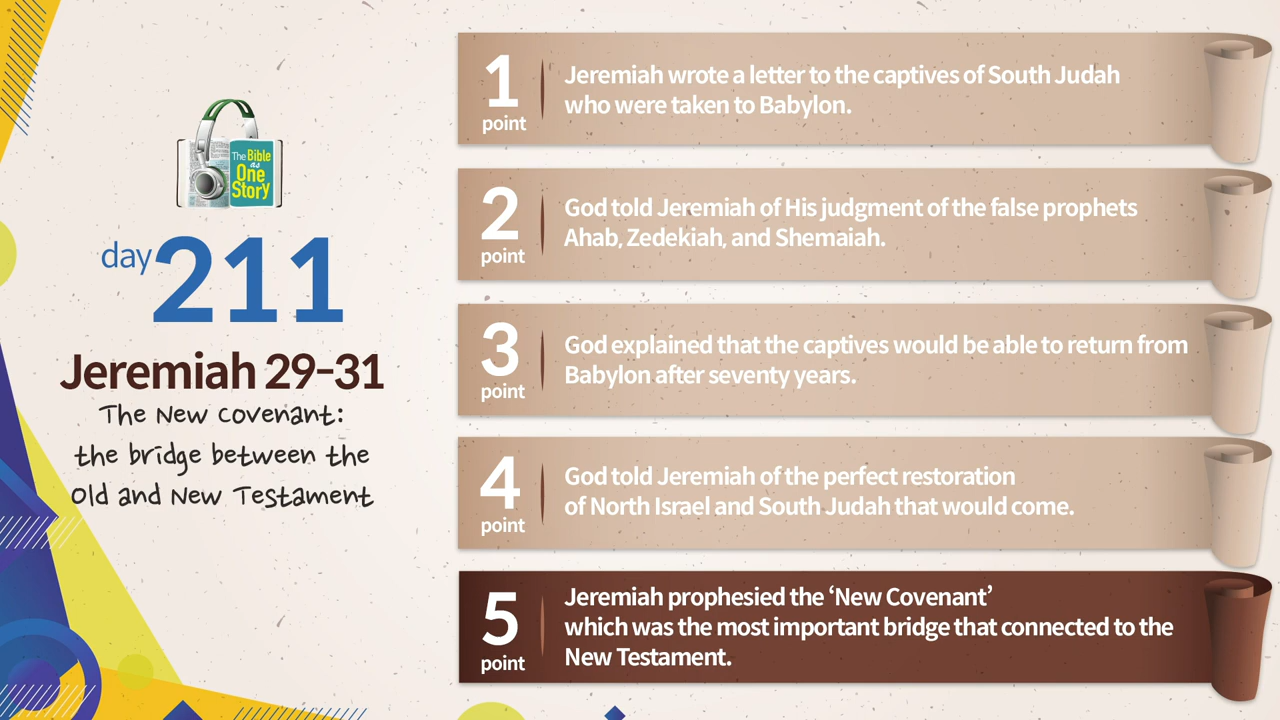 The Bible
as
One
Story
day 211
Jeremiah 29-31
The New Covenant:
the bridge between the
Old and New Testament
1
point
Jeremiah wrote a letter to the captives of South Judah
who were taken to Babylon.
2
point
God told Jeremiah of His judgment of the false prophets
Ahab, Zedekiah, and Shemaiah.
3
point
God explained that the captives would be able to return from
Babylon after seventy years.
4
point
God told Jeremiah of the perfect restoration
of North Israel and South Judah that would come.
5
point
Jeremiah prophesied the ‘New Covenant’
which was the most important bridge that connected to the
New Testament.